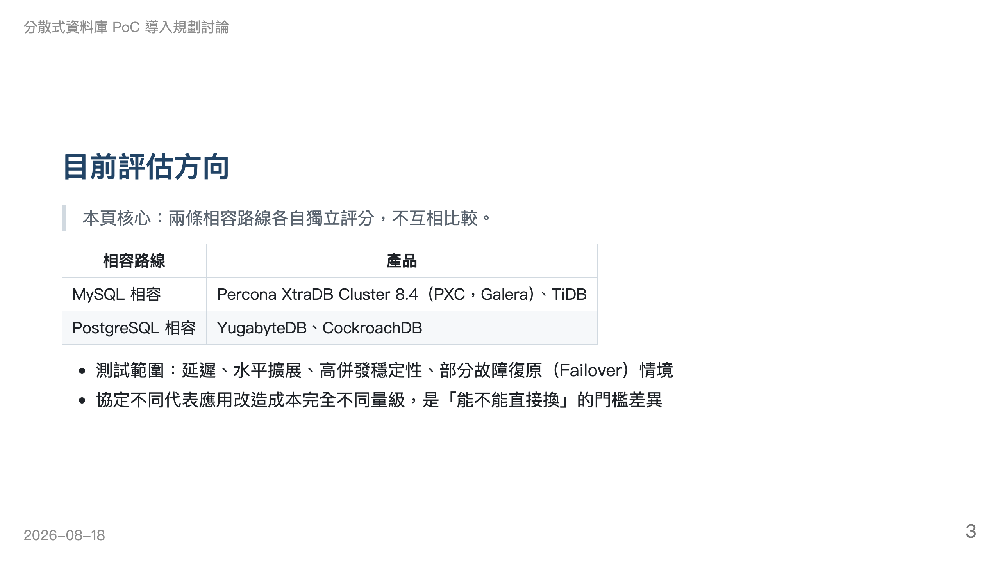 分散式資料庫 PoC 導入規劃討論
目前評估方向
本頁核心：兩條相容路線各自獨立評分，不互相比較。
相容路線 產品
MySQL 相容 Percona XtraDB Cluster 8.4（PXC，Galera）、TiDB
PostgreSQL 相容 YugabyteDB、CockroachDB
• 測試範圍：延遲、水平擴展、高併發穩定性、部分故障復原（Failover）情境
• 協定不同代表應用改造成本完全不同量級，是「能不能直接換」的門檻差異
2026-08-18
3